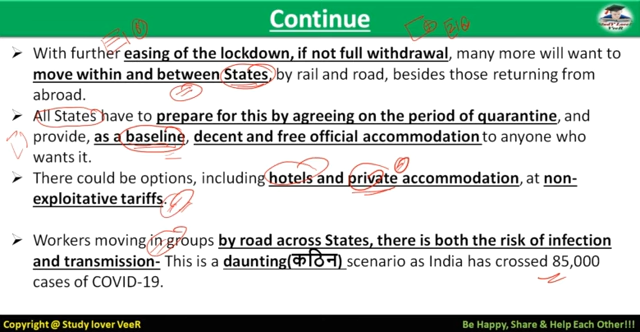 Continue
➤ With further easing of the lockdown, if not full withdrawal, many more will want to
move within and between States, by rail and road, besides those returning from
abroad.
➤ All States have to prepare for this by agreeing on the period of quarantine, and
provide, as a baseline, decent and free official accommodation to anyone who
wants it.
➤ There could be options, including hotels and private accommodation, at non-
exploitative tariffs.
➤ Workers moving in groups by road across States, there is both the risk of infection
and transmission- This is a daunting(कठिन) scenario as India has crossed 85,000
cases of COVID-19.
Copyright @ Study lover VeeR
Be Happy, Share & Help Each Other!!!